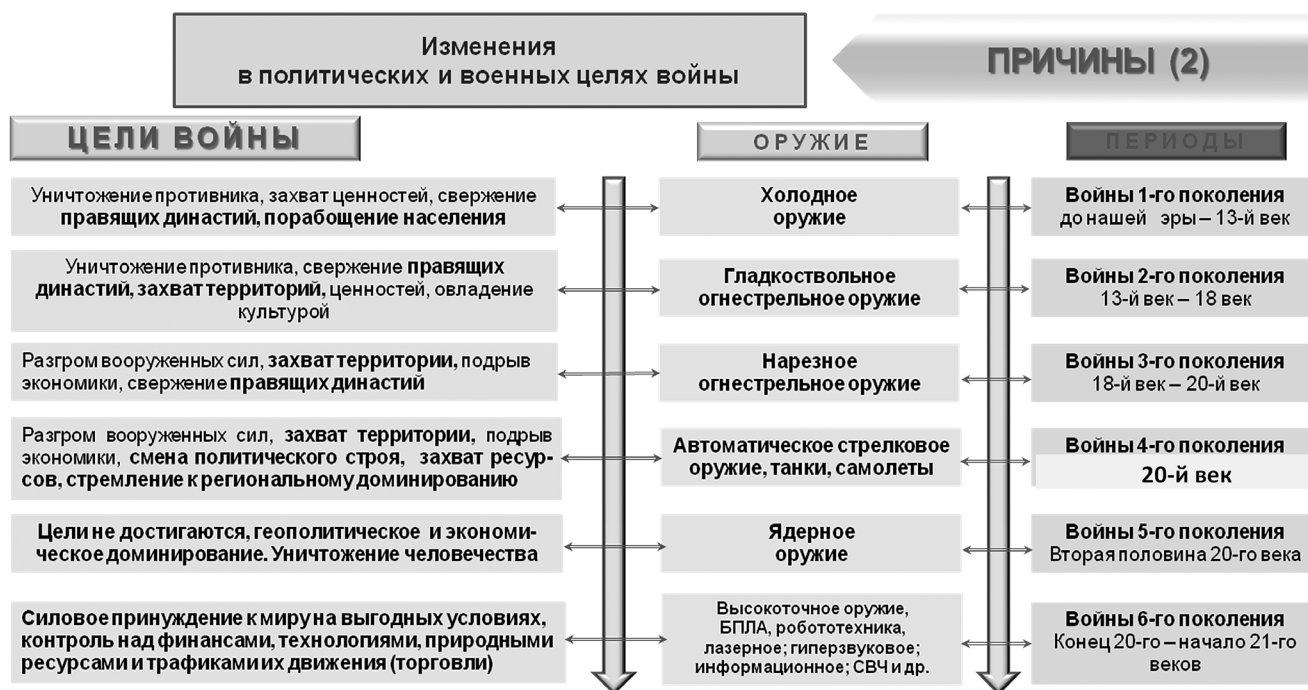 Изменения
в политических и военных целях войны
ПРИЧИНЫ (2)
ЦЕЛИ ВОЙНЫ
ОРУЖИЕ
ПЕРИОДЫ
Уничтожение противника, захват ценностей, свержение
правящих династий, порабощение населения
Холодное
оружие
Войны 1-го поколения
до нашей эры – 13-й век
Уничтожение противника, свержение правящих
династий, захват территорий, ценностей, овладение
культурой
Гладкоствольное
огнестрельное оружие
Войны 2-го поколения
13-й век – 18 век
Разгром вооруженных сил, захват территории, подрыв
экономики, свержение правящих династий
Нарезное
огнестрельное оружие
Войны 3-го поколения
18-й век – 20-й век
Разгром вооруженных сил, захват территории, подрыв
экономики, смена политического строя, захват ресур-
сов, стремление к региональному доминированию
Автоматическое стрелковое
оружие, танки, самолеты
Войны 4-го поколения
20-й век
Цели не достигаются, геополитическое и экономи-
ческое доминирование. Уничтожение человечества
Ядерное
оружие
Войны 5-го поколения
Вторая половина 20-го века
Силовое принуждение к миру на выгодных условиях,
контроль над финансами, технологиями, природными
ресурсами и трафиками их движения (торговли)
Высокоточное оружие,
БПЛА, робототехника,
лазерное; гиперзвуковое;
информационное; СВЧ и др.
Войны 6-го поколения
Конец 20-го – начало 21-го
веков